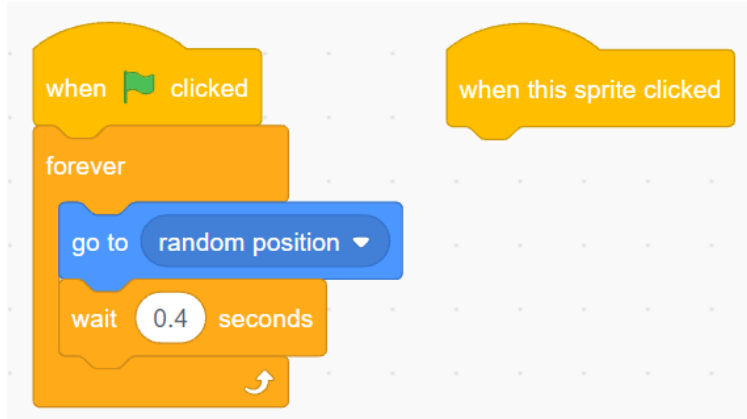 when clicked
forever
go to random position
wait 0.4 seconds
when this sprite clicked